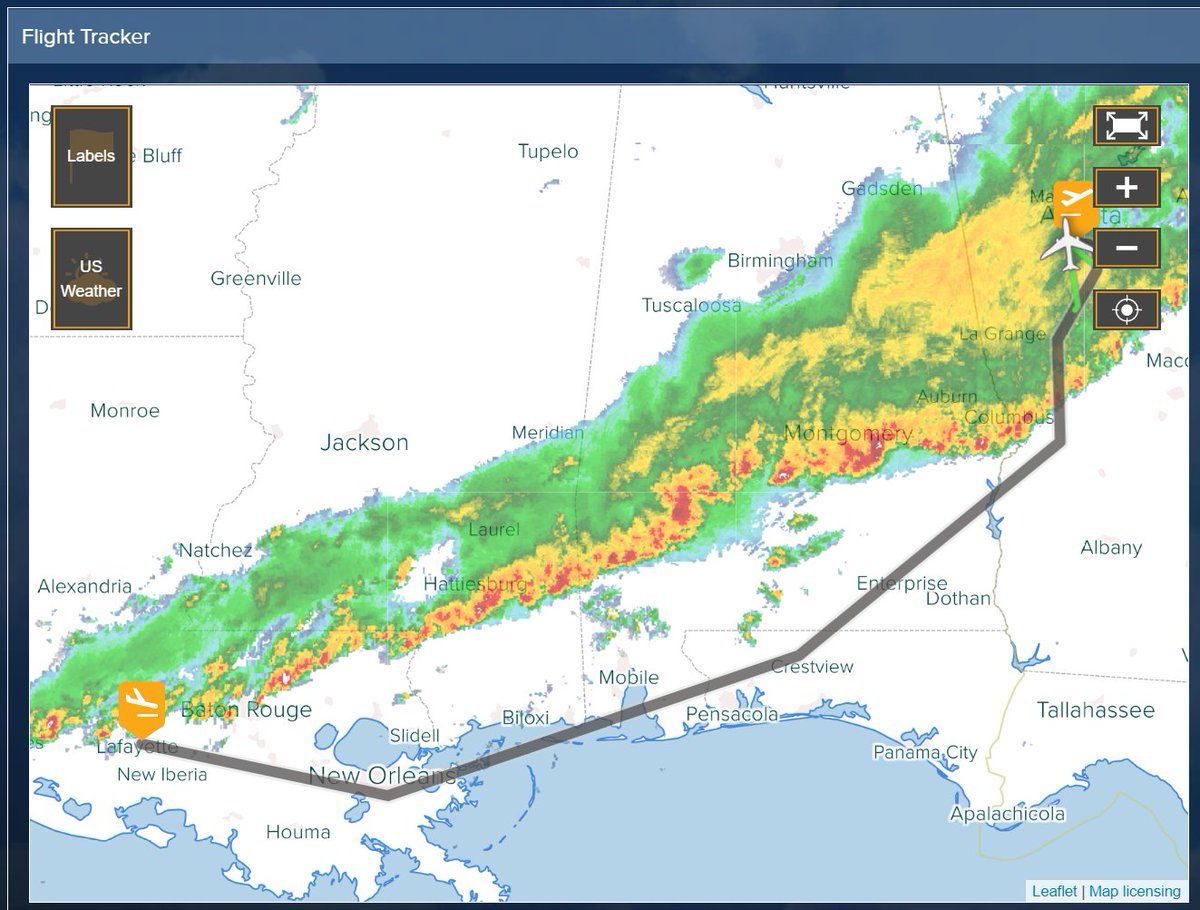 Flight Tracker
Huntsville
Labels
Bluff
Tupelo
Gadsden
US
Weather
Birmingham
Greenville
Tuscaloosa
La Grange
Macc
Monroe
Auburn
Columbus
Jackson
Meridian
Montgomery
Laurel
Natchez
Albany
Alexandria
Hattiesburg
Enterprise
Dothan
Crestview
Mobile
Baton Rouge
Biloxi
Pensacola
Tallahassee
Slidell
Lafayette
New Iberia
New Orleans
Panama City
Houma
Apalachicola
Leaflet | Map licensing